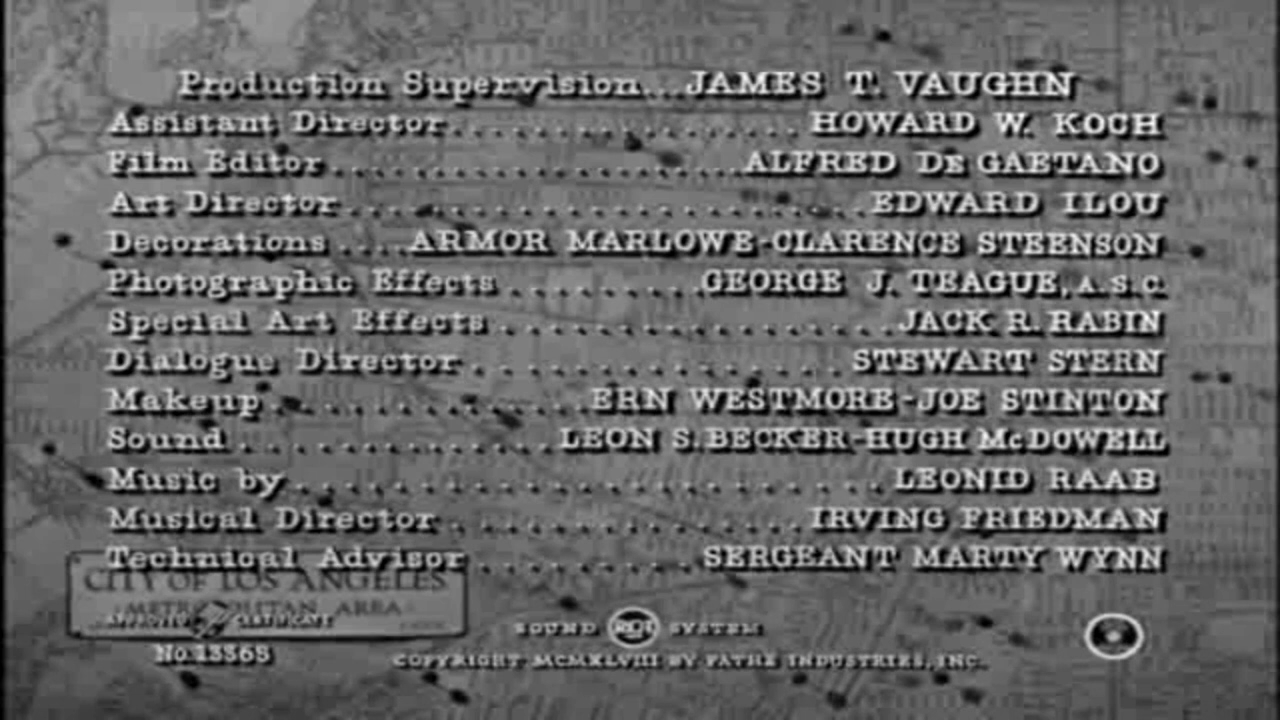 Production Supervision...JAMES T. VAUGHN
Assistant Director..................HOWARD W. KOCH
Film Editor.....................ALFRED DE GAETANO
Art Director...........................EDWARD ILOU
Decorations....ARMOR MARLOWE-CLARENCE STEENSON
Photographic Effects..........GEORGE J. TEAGUE, A.S.C.
Special Art Effects....................JACK R. RABIN
Dialogue Director..................STEWART STERN
Makeup................ERN WESTMORE-JOE STINTON
Sound................LEON S. BECKER-HUGH McDOWELL
Music by..............................LEONID RAAB
Musical Director..................IRVING FRIEDMAN
Technical Advisor...........SERGEANT MARTY WYNN
CITY OF LOS ANGELES
METROPOLITAN AREA
APPROVED CERTIFICATE
No. 13365
SOUND RCA SYSTEM
COPYRIGHT MCMXLVIII BY PATHE INDUSTRIES, INC.